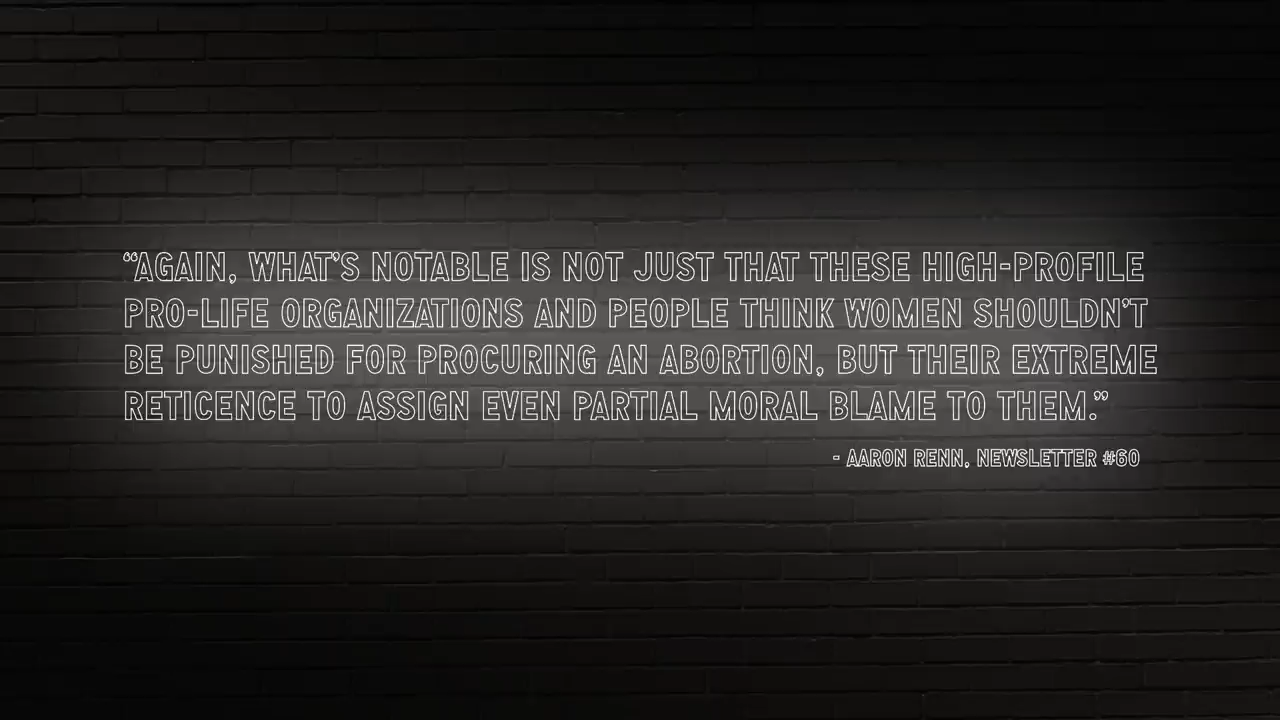 “AGAIN, WHAT’S NOTABLE IS NOT JUST THAT THESE HIGH-PROFILE
PRO-LIFE ORGANIZATIONS AND PEOPLE THINK WOMEN SHOULDN’T
BE PUNISHED FOR PROCURING AN ABORTION, BUT THEIR EXTREME
RETICENCE TO ASSIGN EVEN PARTIAL MORAL BLAME TO THEM.”
- AARON RENN, NEWSLETTER #60